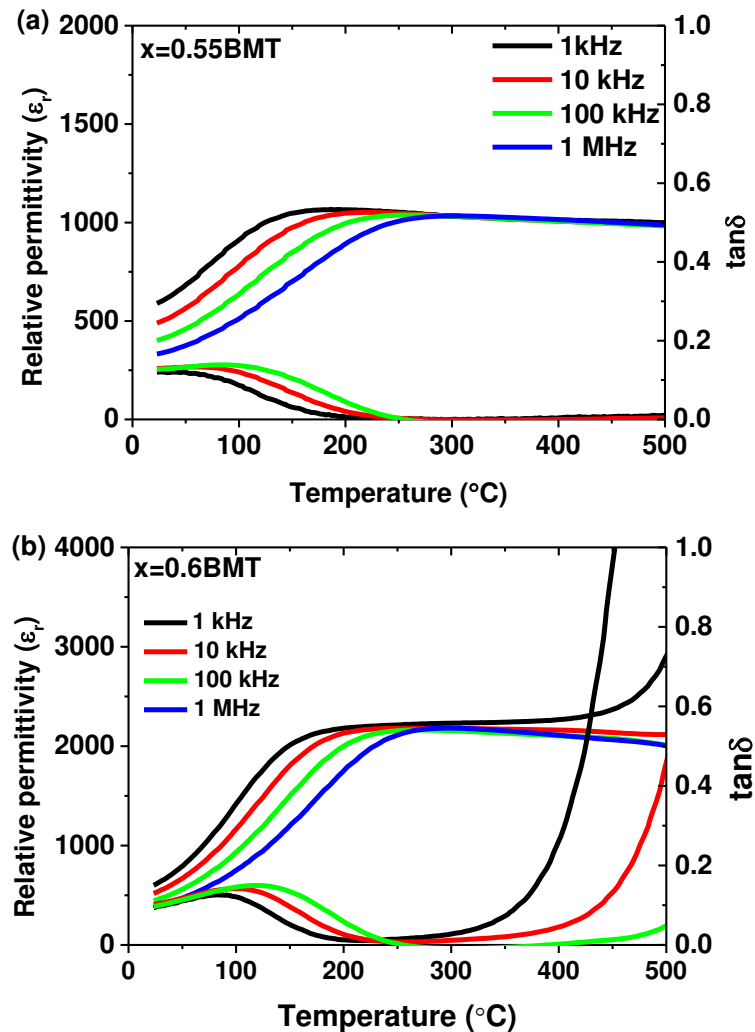 (a)
x=0.55BMT
1kHz
10 kHz
100 kHz
1 MHz
2000
1500
1000
500
0
1.0
0.8
0.6
0.4
0.2
0.0
0 100 200 300 400 500
Relative permittivity (εr)
tanδ
Temperature (°C)
(b)
x=0.6BMT
1 kHz
10 kHz
100 kHz
1 MHz
4000
3000
2000
1000
0
1.0
0.8
0.6
0.4
0.2
0.0
0 100 200 300 400 500
Relative permittivity (εr)
tanδ
Temperature (°C)